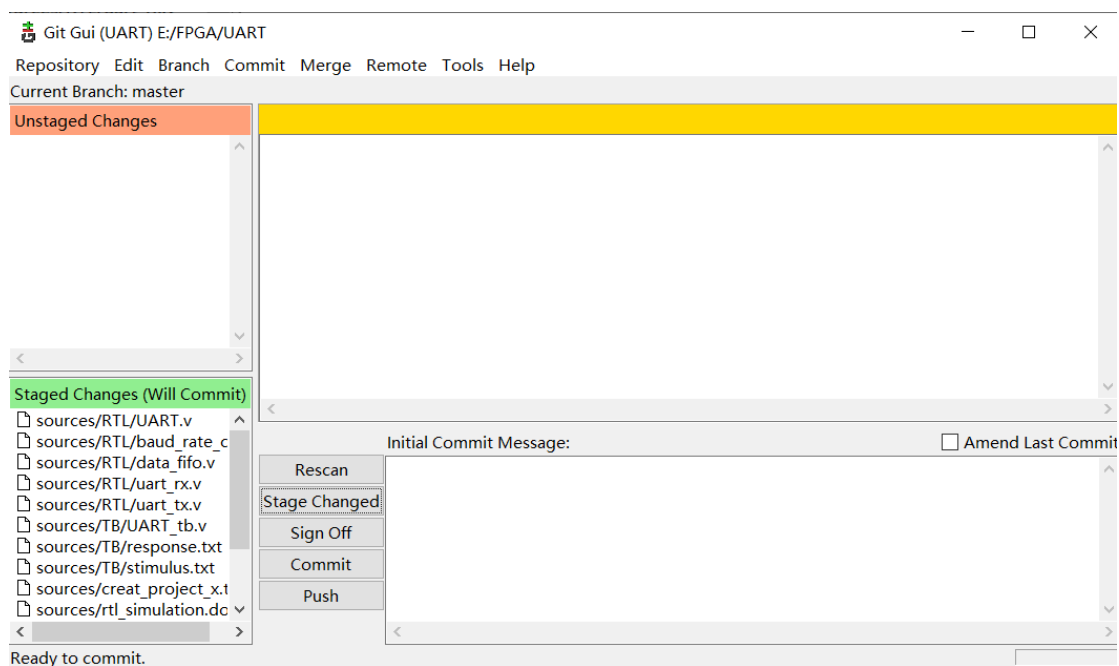 Git Gui (UART) E:/FPGA/UART
Repository Edit Branch Commit Merge Remote Tools Help
Current Branch: master
Unstaged Changes
Staged Changes (Will Commit)
sources/RTL/UART.v
sources/RTL/baud_rate_c
sources/RTL/data_fifo.v
sources/RTL/uart_rx.v
sources/RTL/uart_tx.v
sources/TB/UART_tb.v
sources/TB/response.txt
sources/TB/stimulus.txt
sources/creat_project_x.t
sources/rtl_simulation.do
Initial Commit Message:
Amend Last Commit
Rescan
Stage Changed
Sign Off
Commit
Push
Ready to commit.